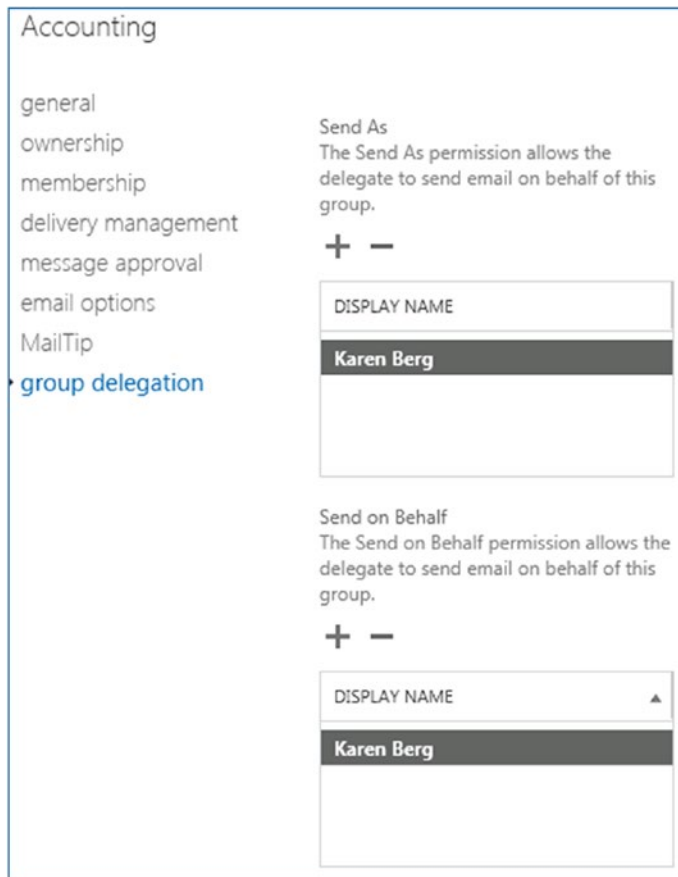 Accounting
general
ownership
membership
delivery management
message approval
email options
MailTip
group delegation
Send As
The Send As permission allows the
delegate to send email on behalf of this
group.
DISPLAY NAME
Karen Berg
Send on Behalf
The Send on Behalf permission allows the
delegate to send email on behalf of this
group.
DISPLAY NAME
Karen Berg